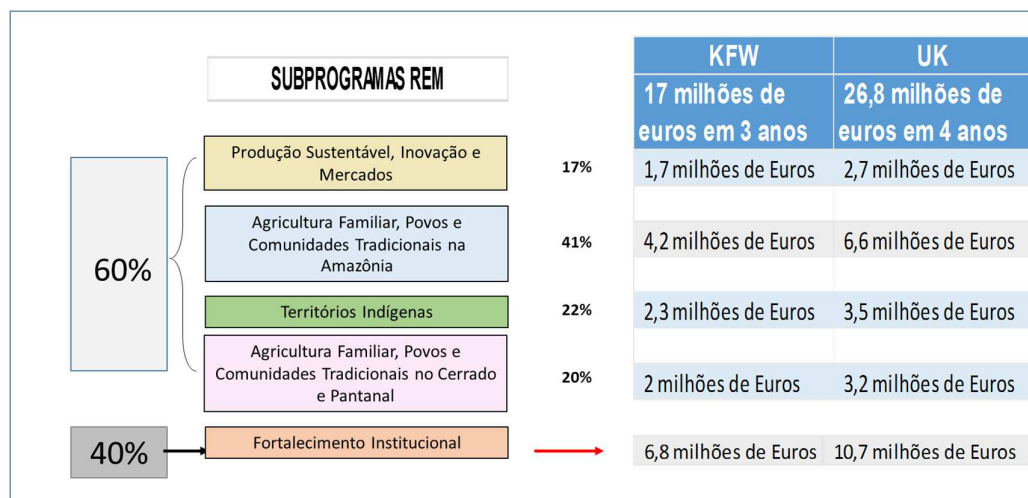 SUBPROGRAMAS REM
KFW
UK
17 milhões de
euros em 3 anos
26,8 milhões de
euros em 4 anos
60%
Produção Sustentável, Inovação e
Mercados
17%
1,7 milhões de Euros
2,7 milhões de Euros
Agricultura Familiar, Povos e
Comunidades Tradicionais na
Amazônia
41%
4,2 milhões de Euros
6,6 milhões de Euros
Territórios Indígenas
22%
2,3 milhões de Euros
3,5 milhões de Euros
Agricultura Familiar, Povos e
Comunidades Tradicionais no Cerrado
e Pantanal
20%
2 milhões de Euros
3,2 milhões de Euros
40%
Fortalecimento Institucional
6,8 milhões de Euros
10,7 milhões de Euros